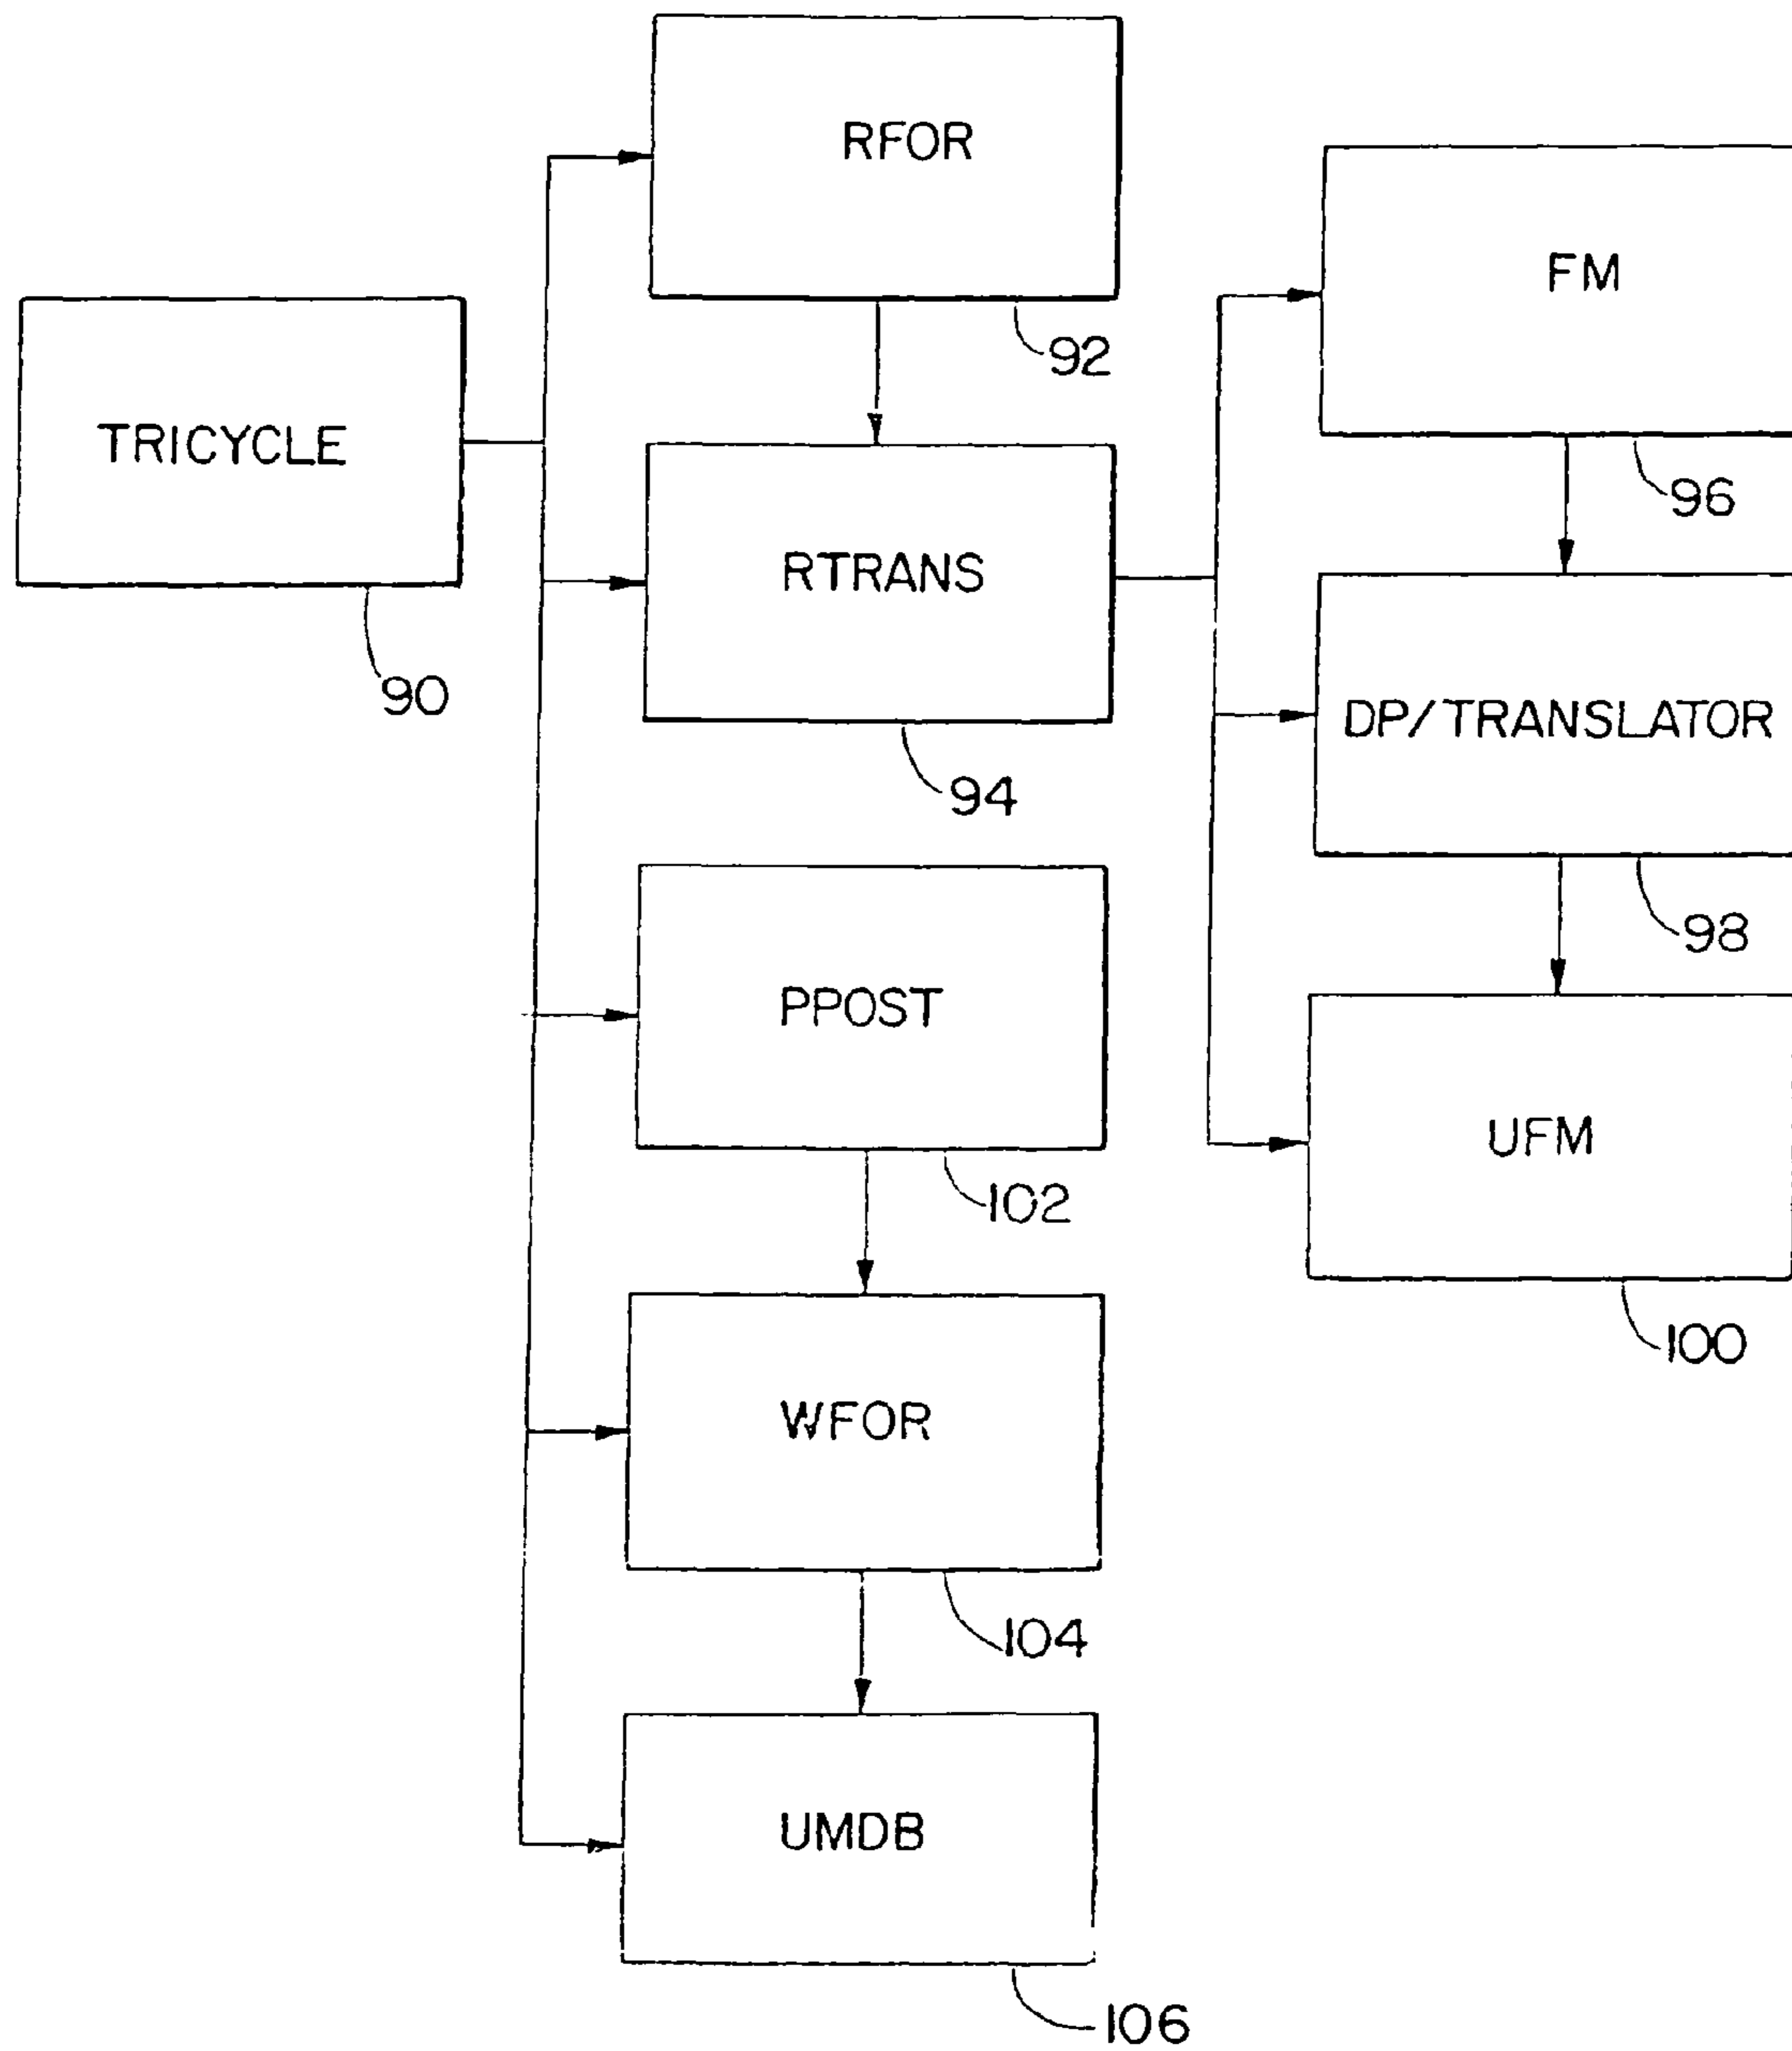 RFOR
92
TRICYCLE
90
RTRANS
94
FM
96
DP/TRANSLATOR
98
UFM
100
PPOST
102
WFOR
104
UMDB
106